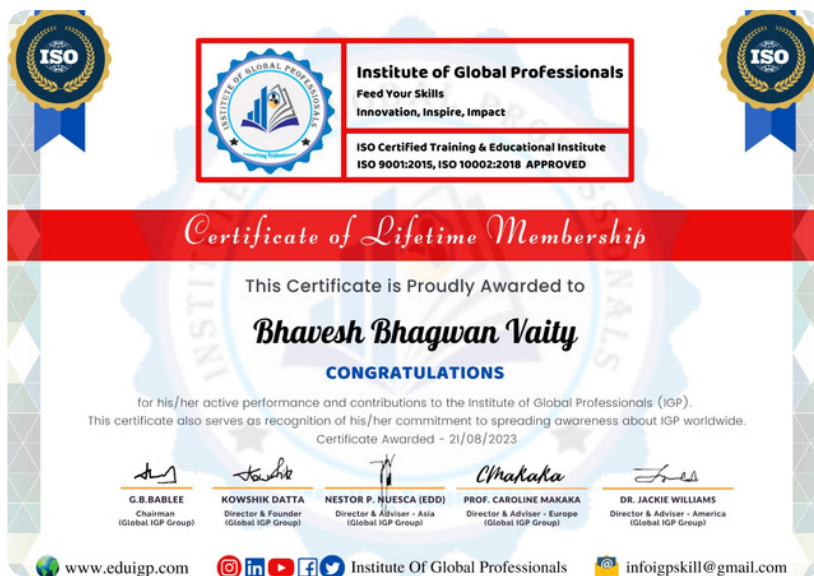 ISO
ISO
INSTITUTE OF GLOBAL PROFESSIONALS
Institute of Global Professionals
Feed Your Skills
Innovation, Inspire, Impact
ISO Certified Training & Educational Institute
ISO 9001:2015, ISO 10002:2018 APPROVED
Certificate of Lifetime Membership
This Certificate is Proudly Awarded to
Bhavesh Bhagwan Vaity
CONGRATULATIONS
for his/her active performance and contributions to the Institute of Global Professionals (IGP).
This certificate also serves as recognition of his/her commitment to spreading awareness about IGP worldwide.
Certificate Awarded - 21/08/2023
CMakaka
G.B.BABLEE KOWSHIK DATTA NESTOR P. NUESCA (EDD) PROF. CAROLINE MAKAKA DR. JACKIE WILLIAMS
Chairman Director & Founder Director & Adviser - Asia Director & Adviser - Europe Director & Adviser - America
(Global IGP Group) (Global IGP Group) (Global IGP Group) (Global IGP Group) (Global IGP Group)
www.eduigp.com Institute Of Global Professionals infoigpskill@gmail.com